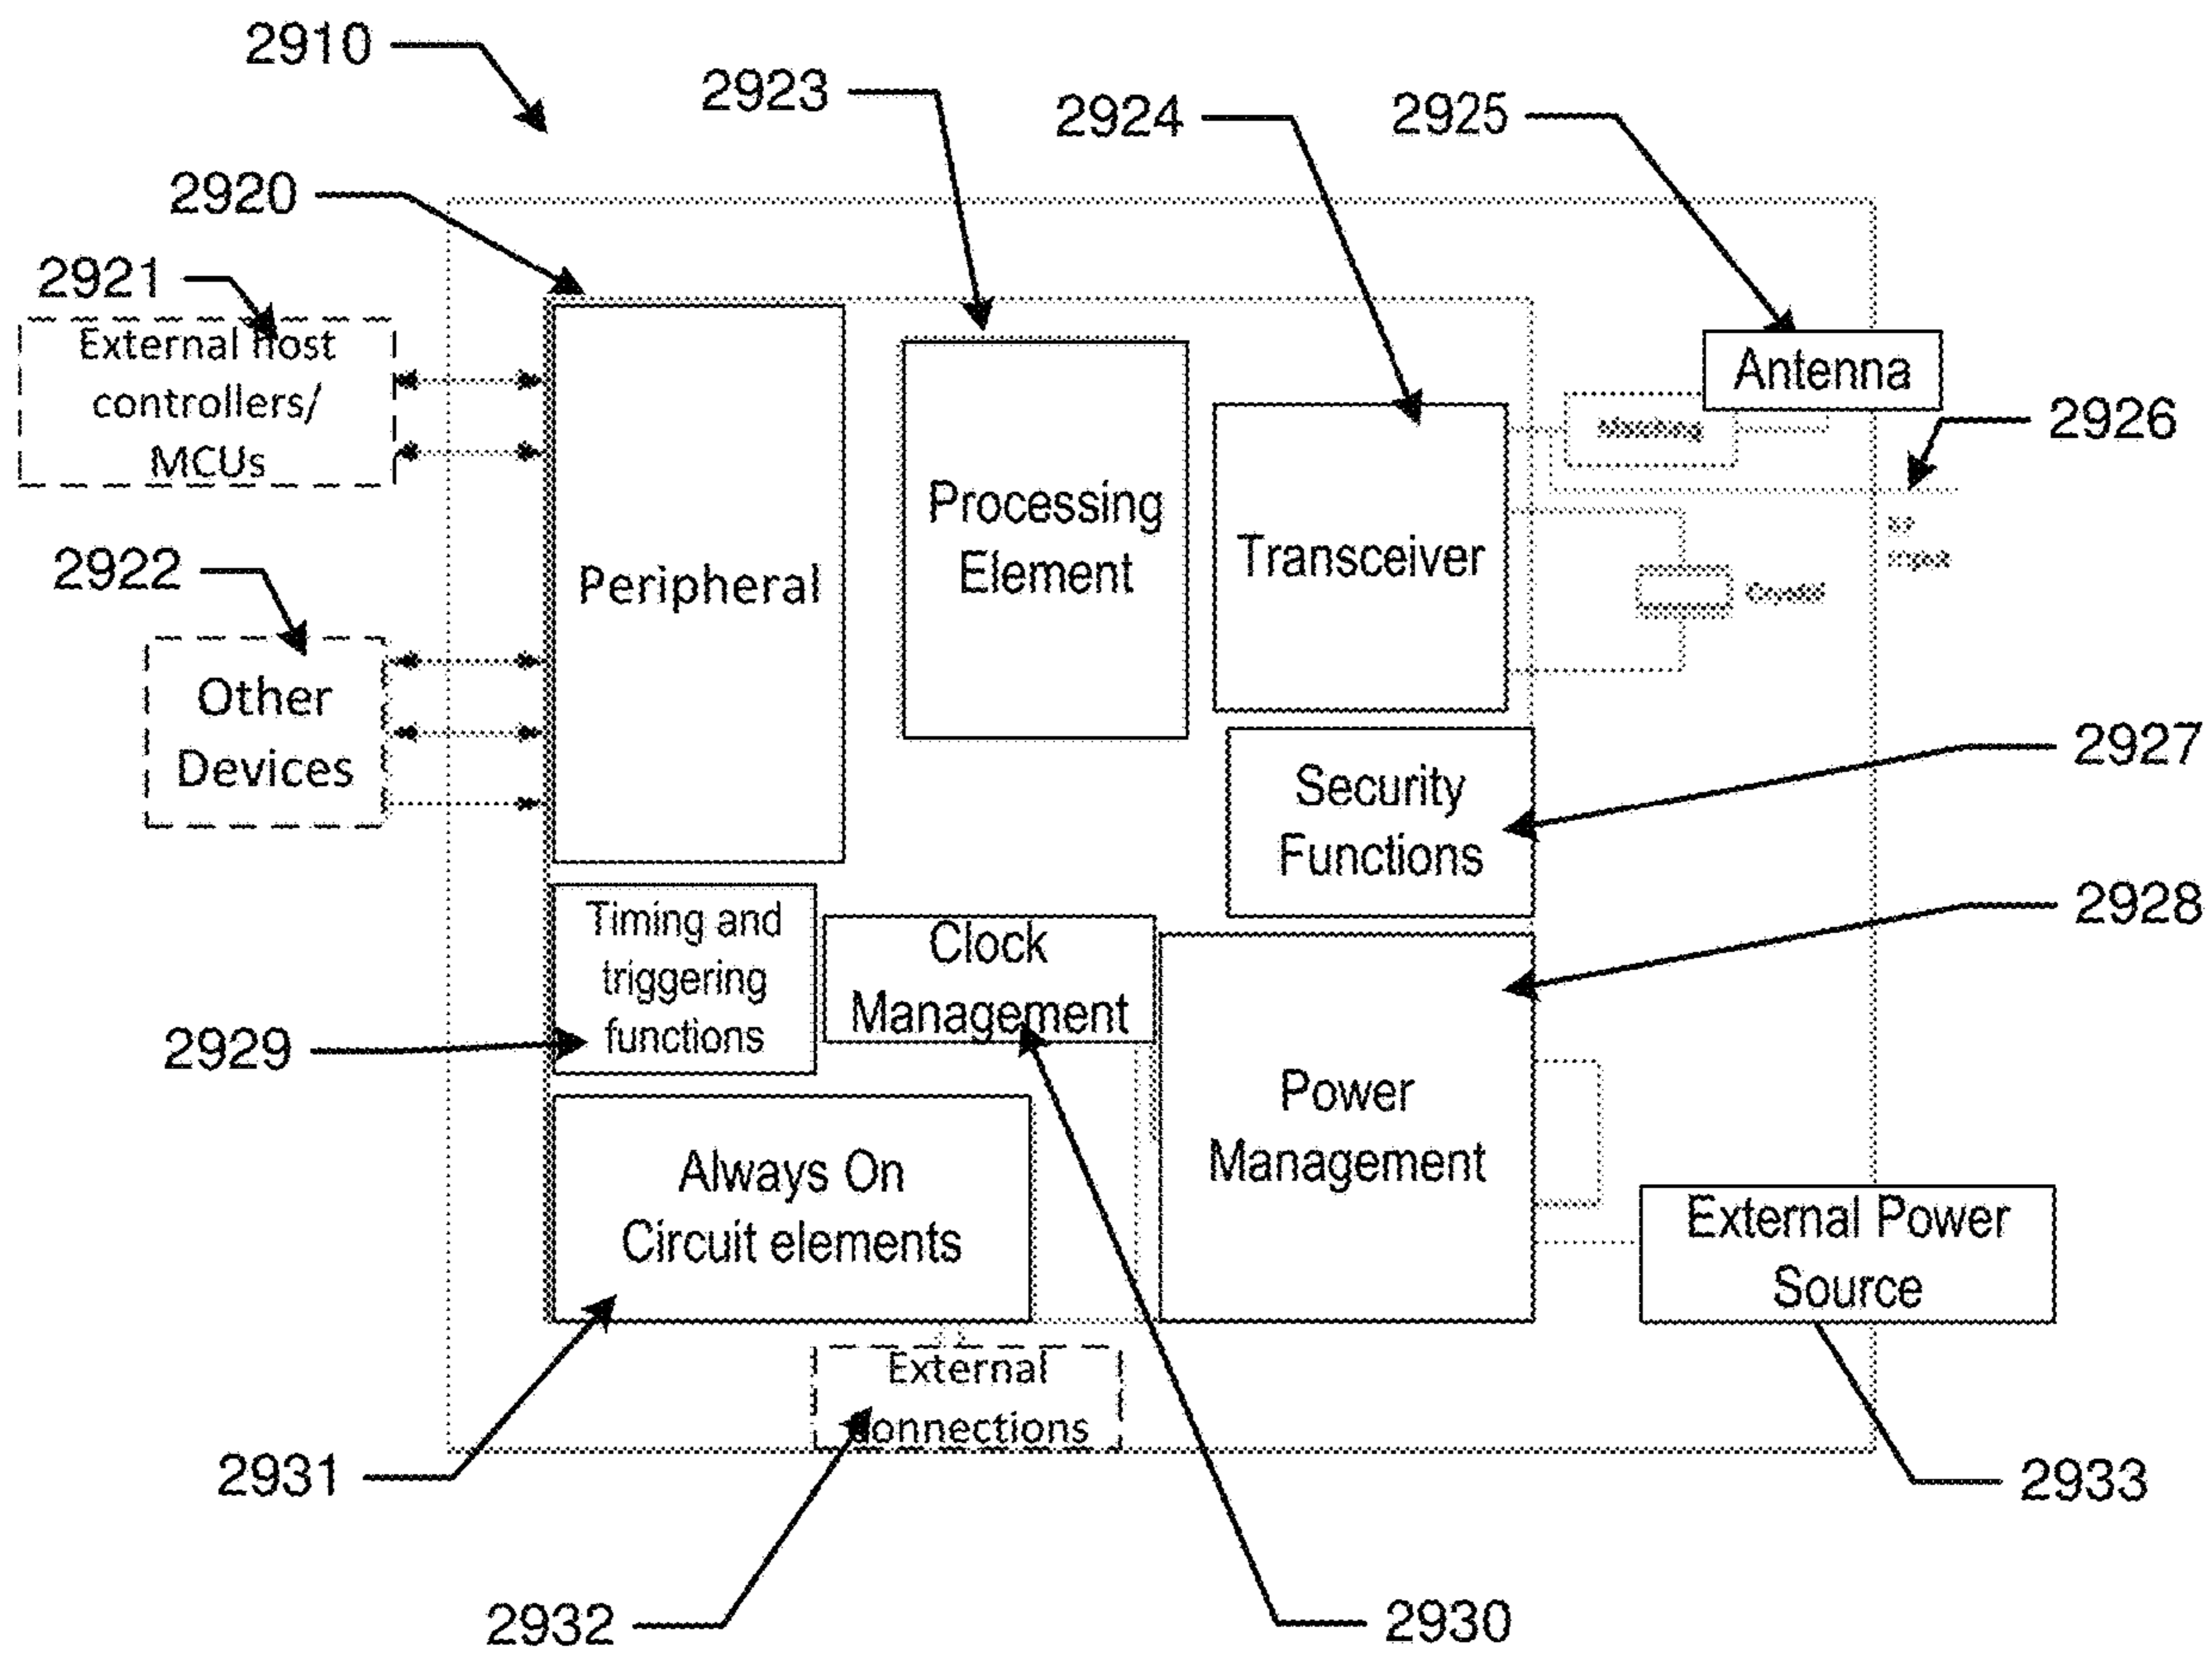 2910
2923
2924
2925
2920
2921
External host
controllers/
MCUs
Antenna
2926
Matching
Processing
Element
Transceiver
Peripheral
Crystal
2922
Other
Devices
2927
Security
Functions
2928
Timing and
triggering
functions
Clock
Management
2929
Power
Management
Always On
Circuit elements
External Power
Source
External
connections
2931
2933
2932
2930